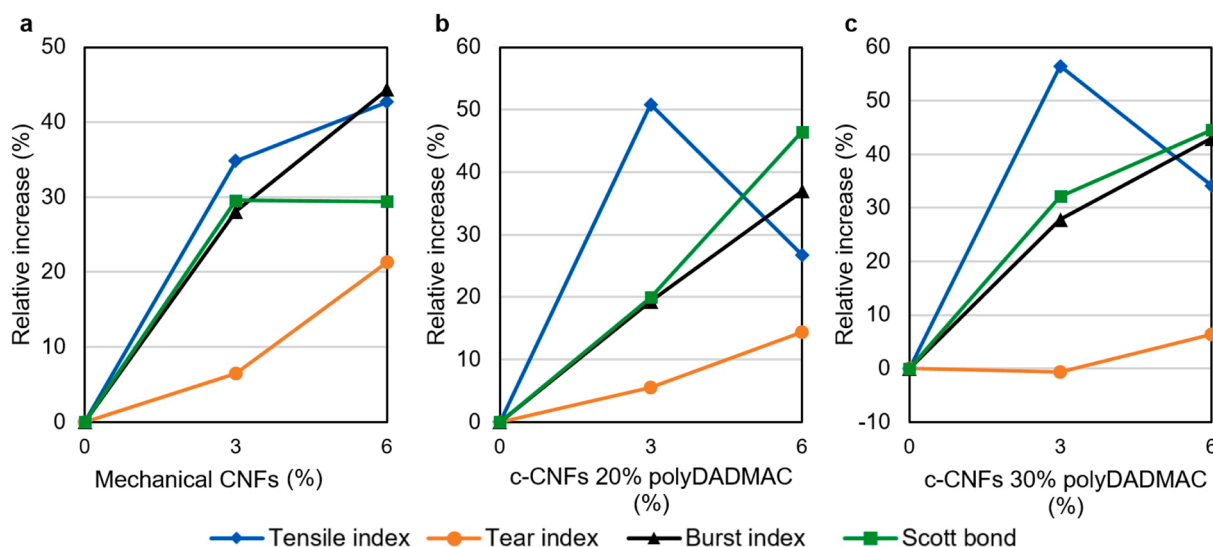 a
50
40
30
20
10
0
Relative increase (%)
0 3 6
Mechanical CNFs (%)
b
60
50
40
30
20
10
0
Relative increase (%)
0 3 6
c-CNFs 20% polyDADMAC
(%)
c
60
50
40
30
20
10
0
-10
Relative increase (%)
0 3 6
c-CNFs 30% polyDADMAC
(%)
Tensile index Tear index Burst index Scott bond